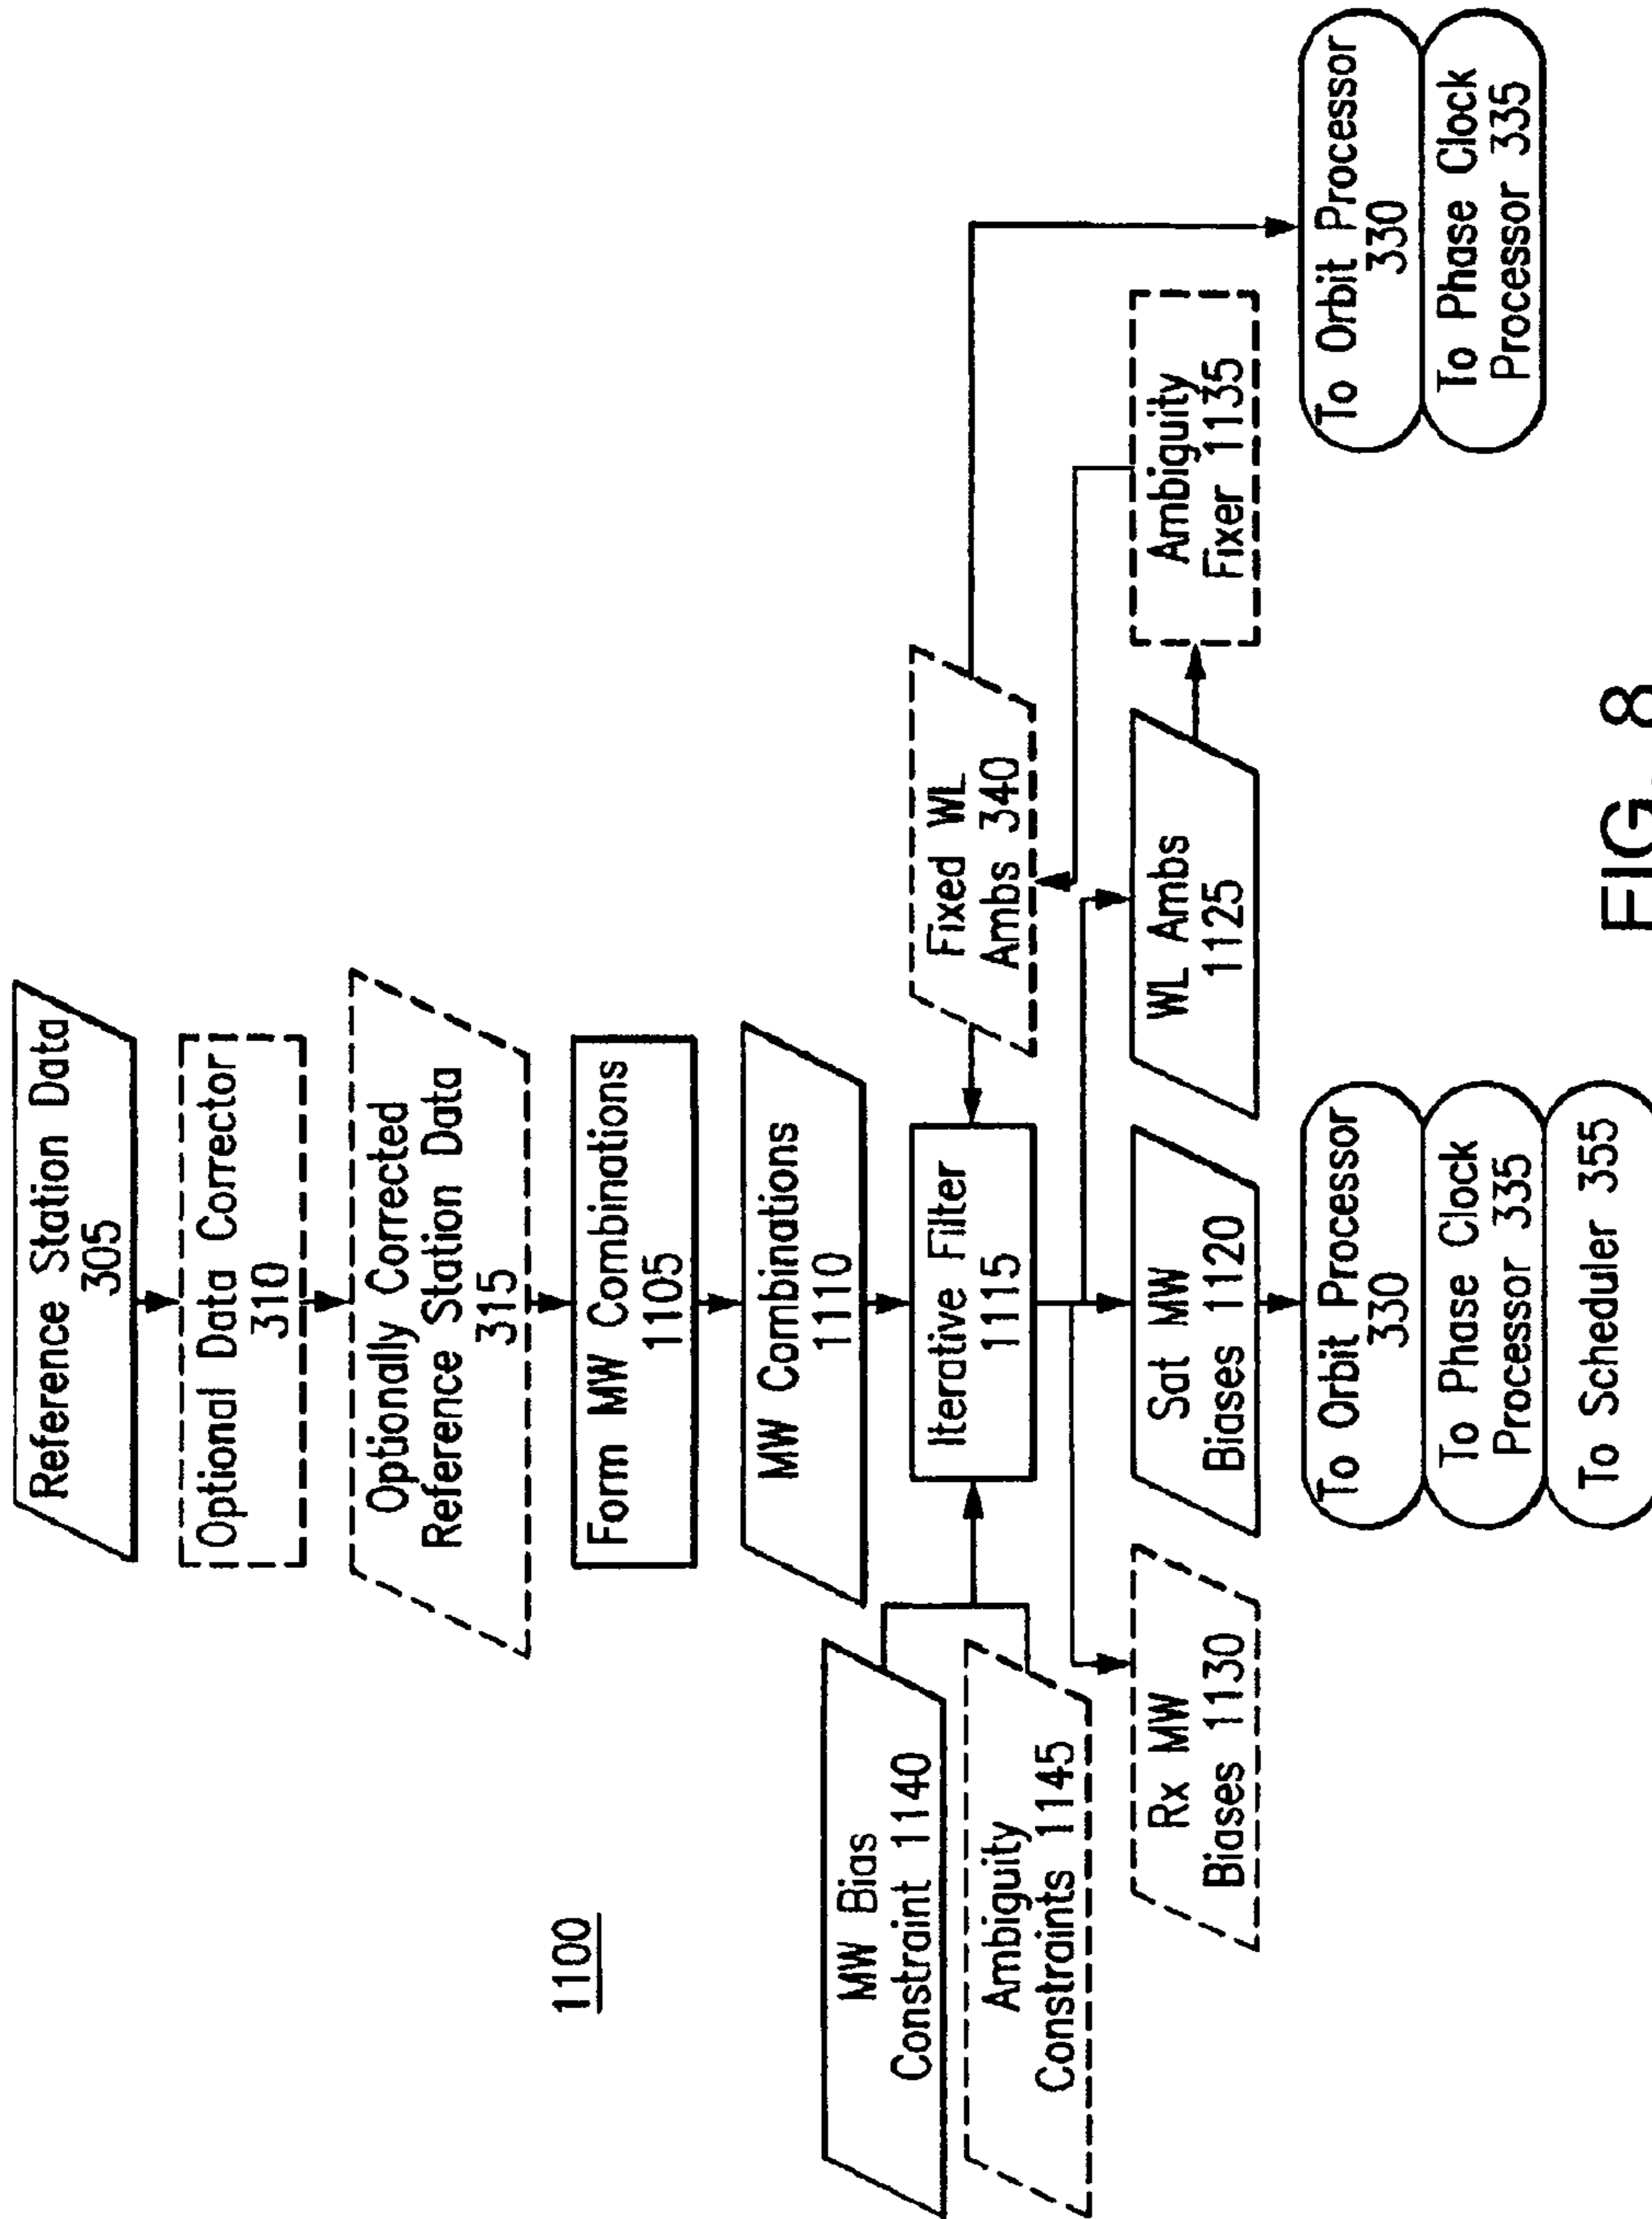 1100
Reference Station Data
305
Optional Data Corrector
310
Optionally Corrected
Reference Station Data
315
Form MW Combinations
1105
MW Combinations
1110
MW Bias
Constraint 1140
Ambiguity
Constraints 1145
Iterative Filter
1115
Fixed WL
Ambs 340
Rx MW
Biases 1130
Sat MW
Biases 1120
WL Ambs
1125
Ambiguity
Fixer 1135
To Orbit Processor
330
To Phase Clock
Processor 335
To Scheduler 355
To Orbit Processor
330
To Phase Clock
Processor 335
FIG. 8